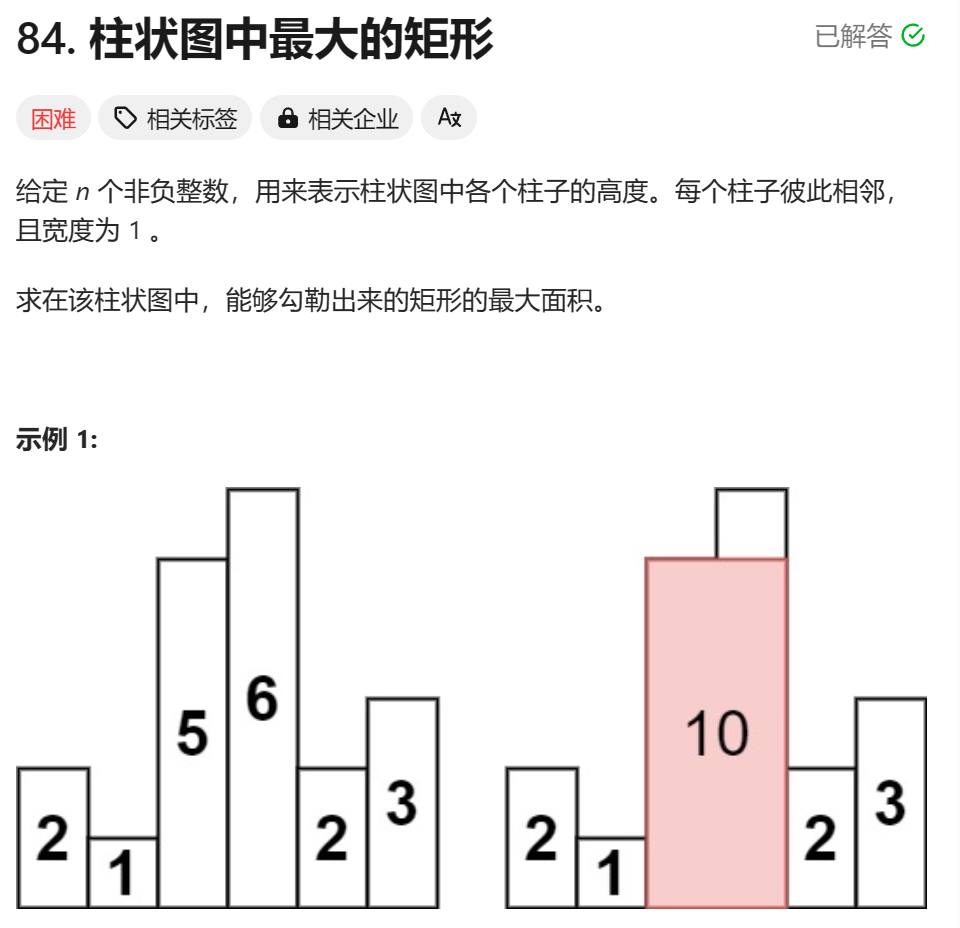 84. 柱状图中最大的矩形
已解答
困难 相关标签 相关企业 A文
给定 n 个非负整数，用来表示柱状图中各个柱子的高度。每个柱子彼此相邻，
且宽度为 1 。
求在该柱状图中，能够勾勒出来的矩形的最大面积。
示例 1:
2 1 5 6 2 3
2 1 10 2 3